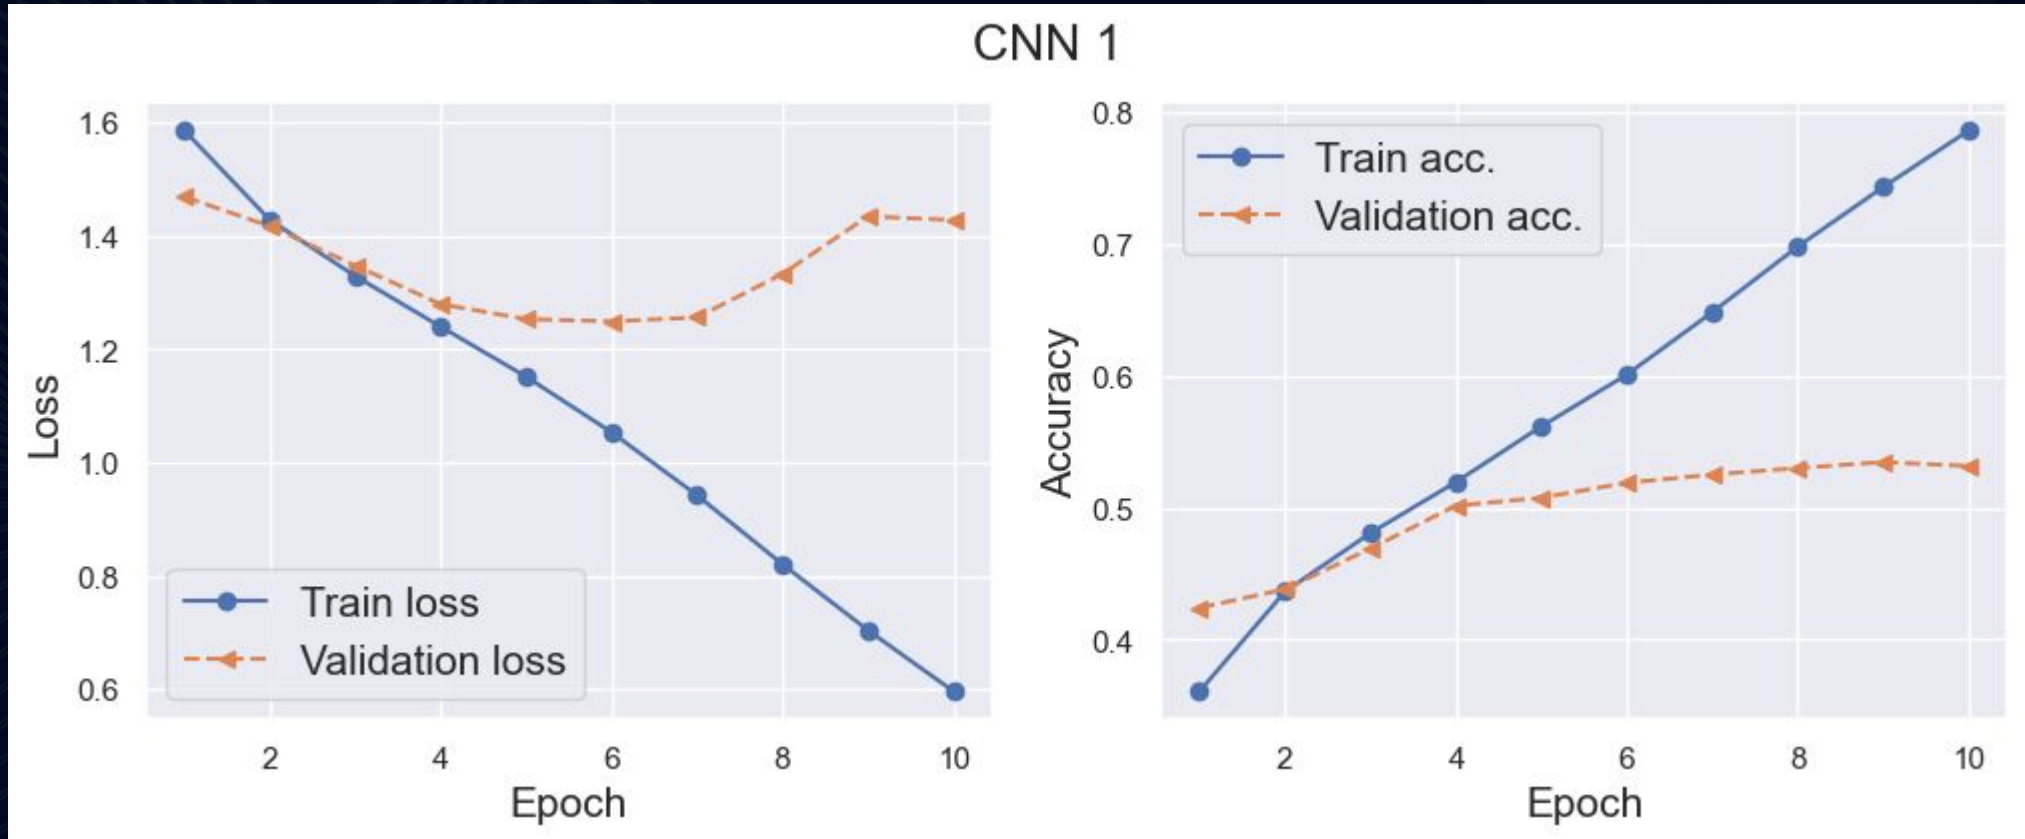 CNN 1
1.6
1.4
1.2
1.0
0.8
0.6
Loss
Train loss
Validation loss
2 4 6 8 10
Epoch
0.8
0.7
0.6
0.5
0.4
Accuracy
Train acc.
Validation acc.
2 4 6 8 10
Epoch